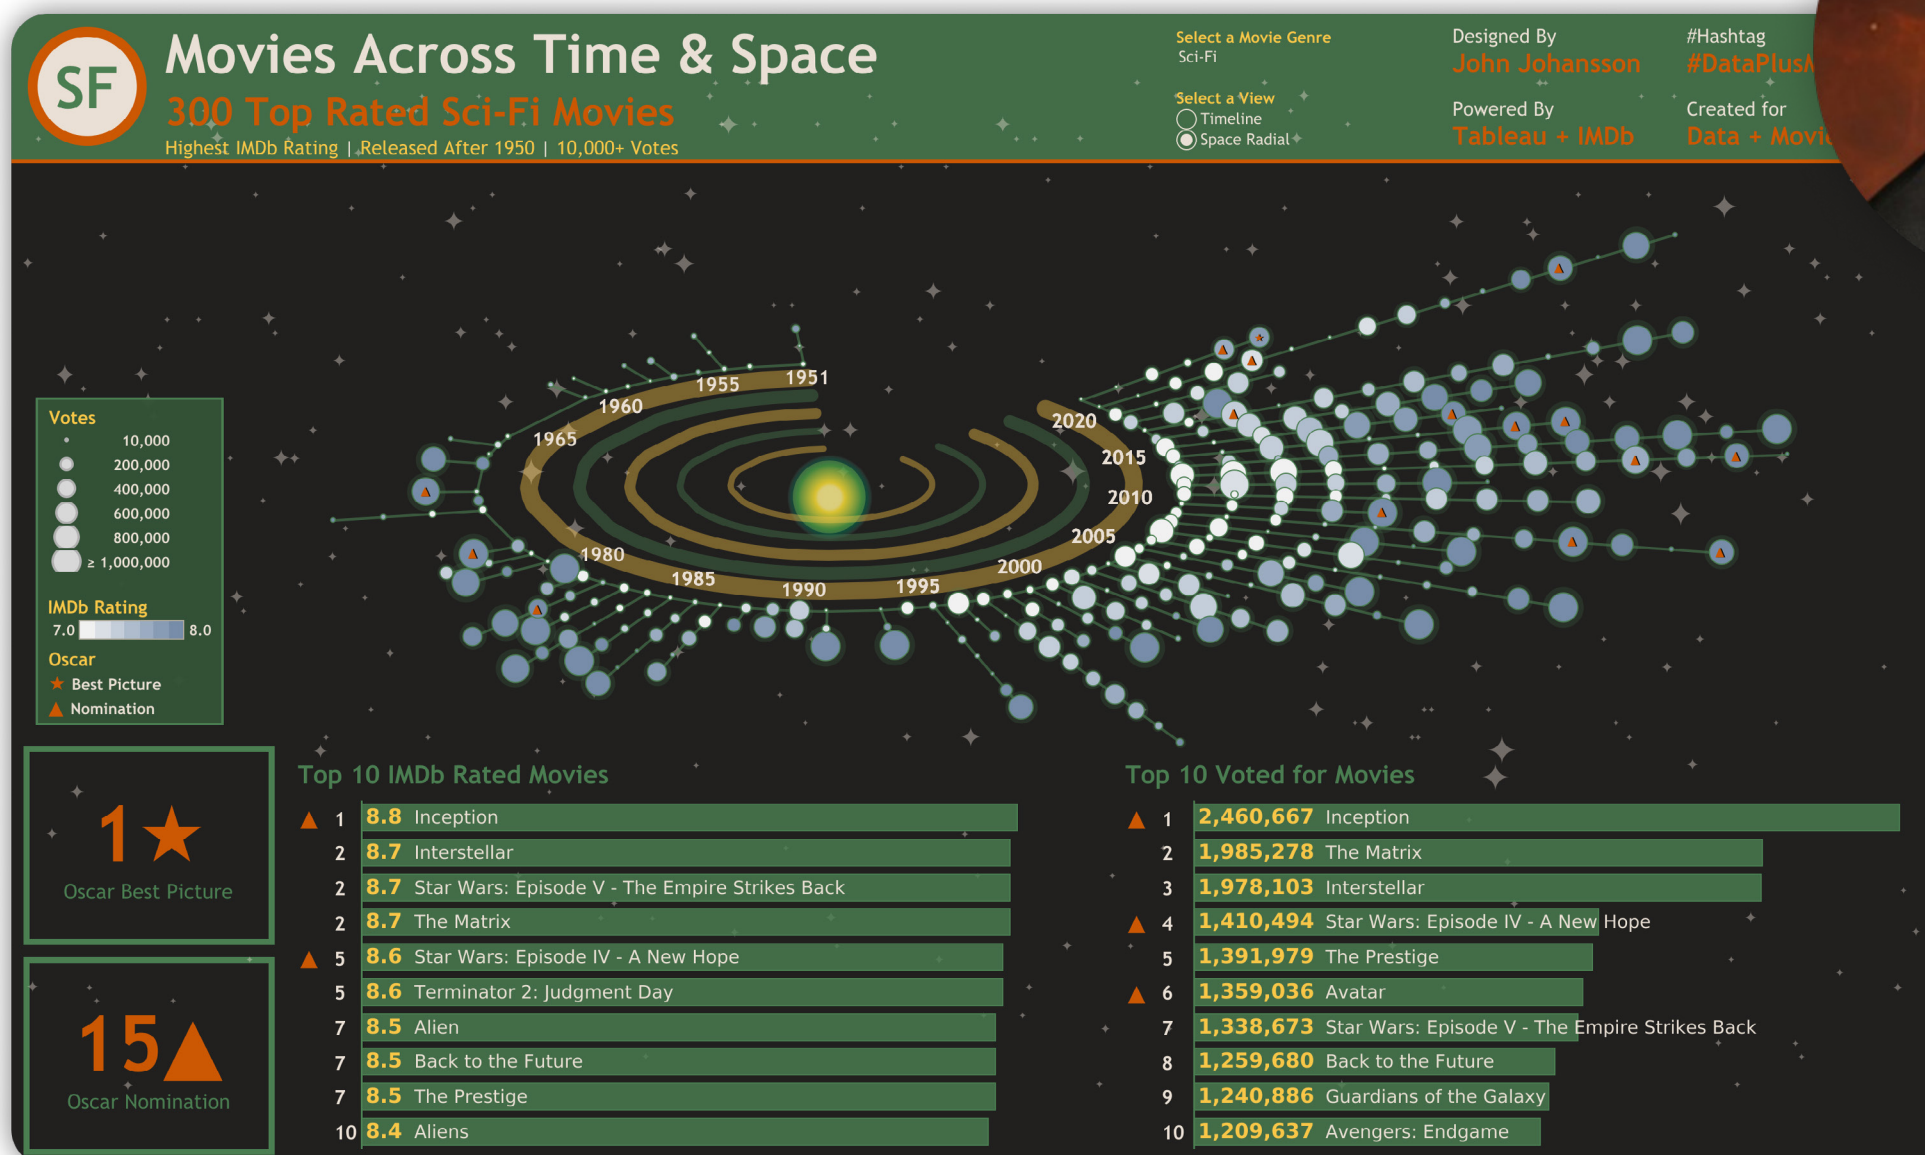 SF
Movies Across Time & Space
300 Top Rated Sci-Fi Movies
Highest IMDb Rating | Released After 1950 | 10,000+ Votes
Select a Movie Genre
Sci-Fi
Select a View
Timeline
Space Radial
Designed By
John Johansson
Powered By
Tableau + IMDb
#Hashtag
#DataPlusM
Created for
Data + Movi
1951
1955
1960
1965
1980
1985
1990
1995
2000
2005
2010
2015
2020
Votes
10,000
200,000
400,000
600,000
800,000
≥ 1,000,000
IMDb Rating
7.0 8.0
Oscar
★ Best Picture
▲ Nomination
1★
Oscar Best Picture
15▲
Oscar Nomination
Top 10 IMDb Rated Movies
▲ 1 8.8 Inception
2 8.7 Interstellar
2 8.7 Star Wars: Episode V - The Empire Strikes Back
2 8.7 The Matrix
▲ 5 8.6 Star Wars: Episode IV - A New Hope
5 8.6 Terminator 2: Judgment Day
7 8.5 Alien
7 8.5 Back to the Future
7 8.5 The Prestige
10 8.4 Aliens
Top 10 Voted for Movies
▲ 1 2,460,667 Inception
2 1,985,278 The Matrix
3 1,978,103 Interstellar
▲ 4 1,410,494 Star Wars: Episode IV - A New Hope
5 1,391,979 The Prestige
▲ 6 1,359,036 Avatar
7 1,338,673 Star Wars: Episode V - The Empire Strikes Back
8 1,259,680 Back to the Future
9 1,240,886 Guardians of the Galaxy
10 1,209,637 Avengers: Endgame